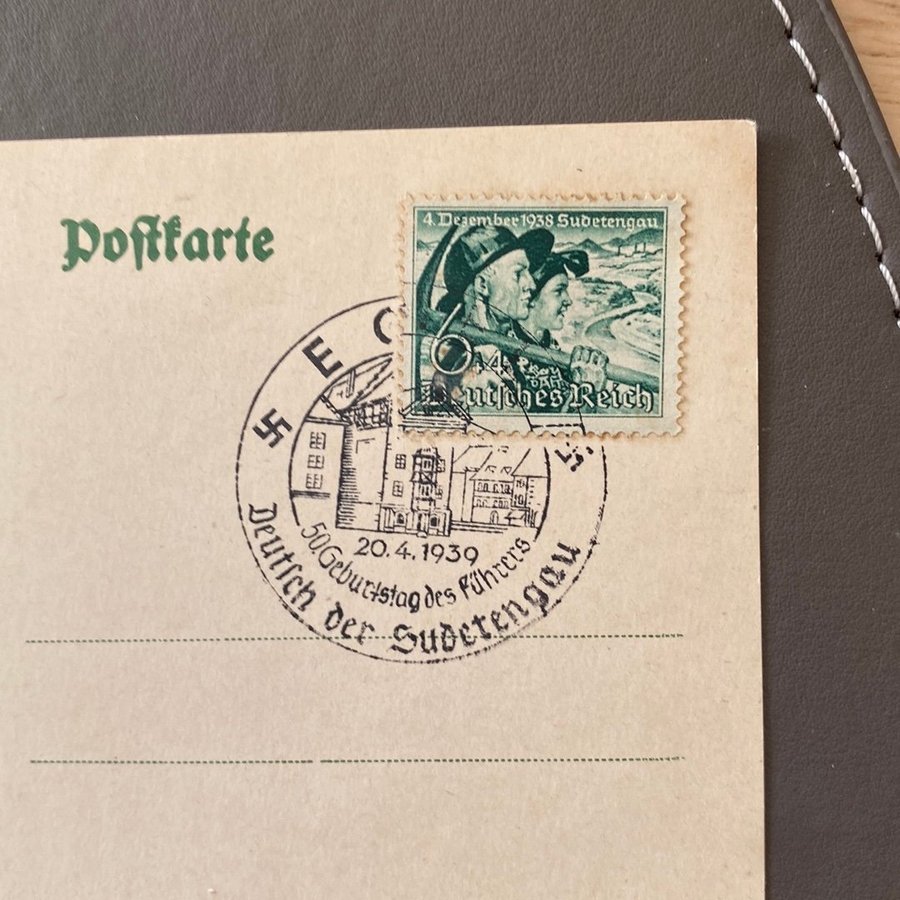 Postkarte
4. Dezember 1938 Sudetengau
Deutsches Reich
20.4.1939
50. Geburtstag des Führers
Deutsch der Sudetengau